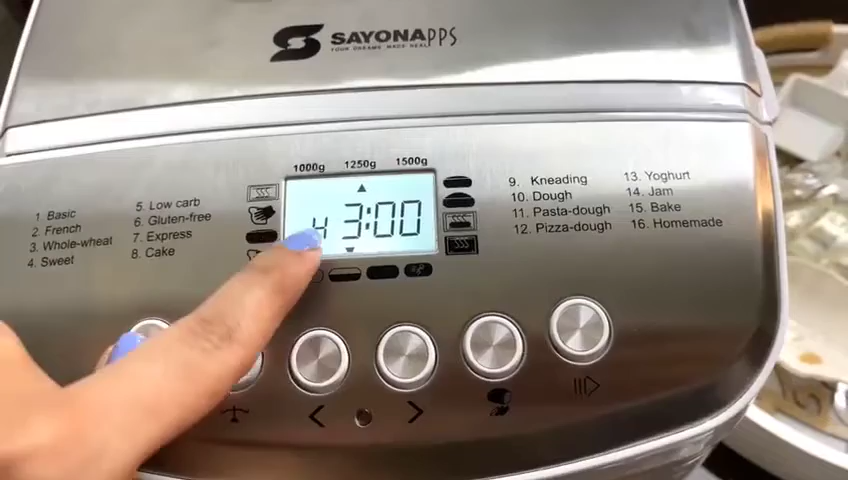 SAYONAPPS
YOUR DREAM IS MADE REAL
1000g 1250g 1500g
1. Basic
2. French
3. Whole-wheat
4. Sweet
5. Low carb
6. Gluten-free
7. Express
8. Cake
4 3:00
9. Kneading
10. Dough
11. Pasta-dough
12. Pizza-dough
13. Yoghurt
14. Jam
15. Bake
16. Homemade